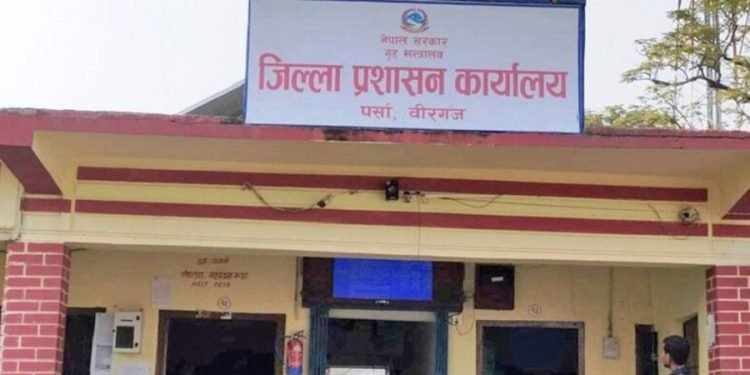 नेपाल सरकार
गृह मन्त्रालय
जिल्ला प्रशासन कार्यालय
पर्सा, वीरगंज